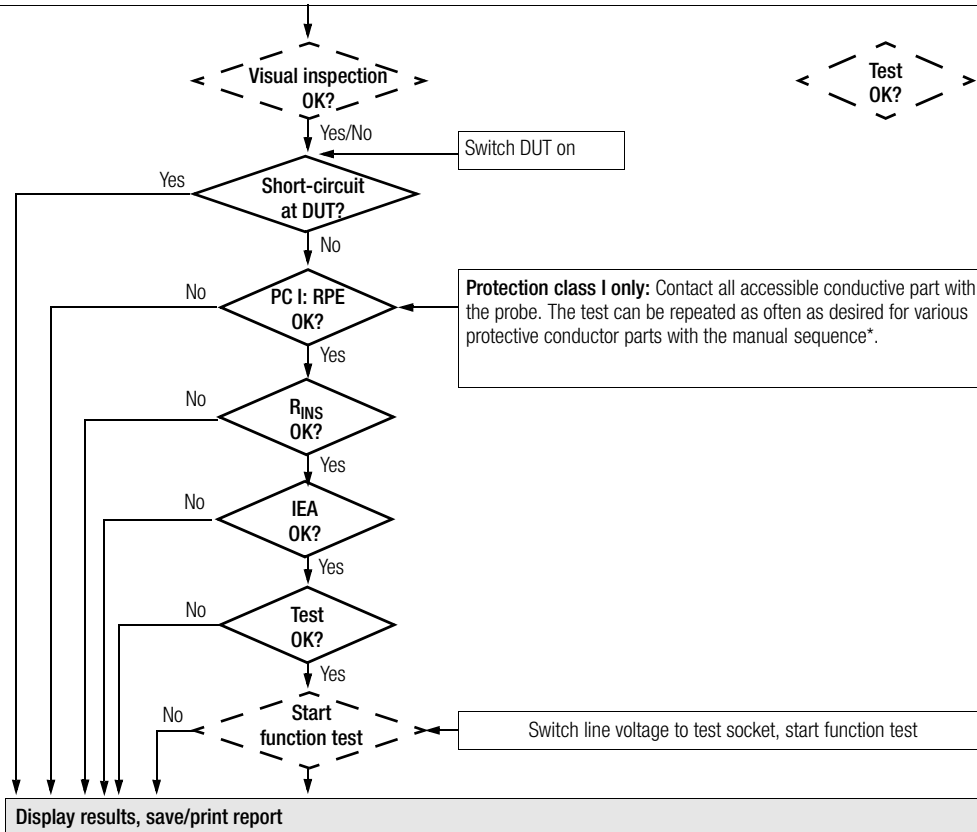 Visual inspection
OK?
Test
OK?
Yes/No
Switch DUT on
Yes
Short-circuit
at DUT?
No
No
PC I: RPE
OK?
Protection class I only: Contact all accessible conductive part with
the probe. The test can be repeated as often as desired for various
protective conductor parts with the manual sequence*.
Yes
No
RINS
OK?
Yes
No
IEA
OK?
Yes
No
Test
OK?
Yes
No
Start
function test
Switch line voltage to test socket, start function test
Display results, save/print report